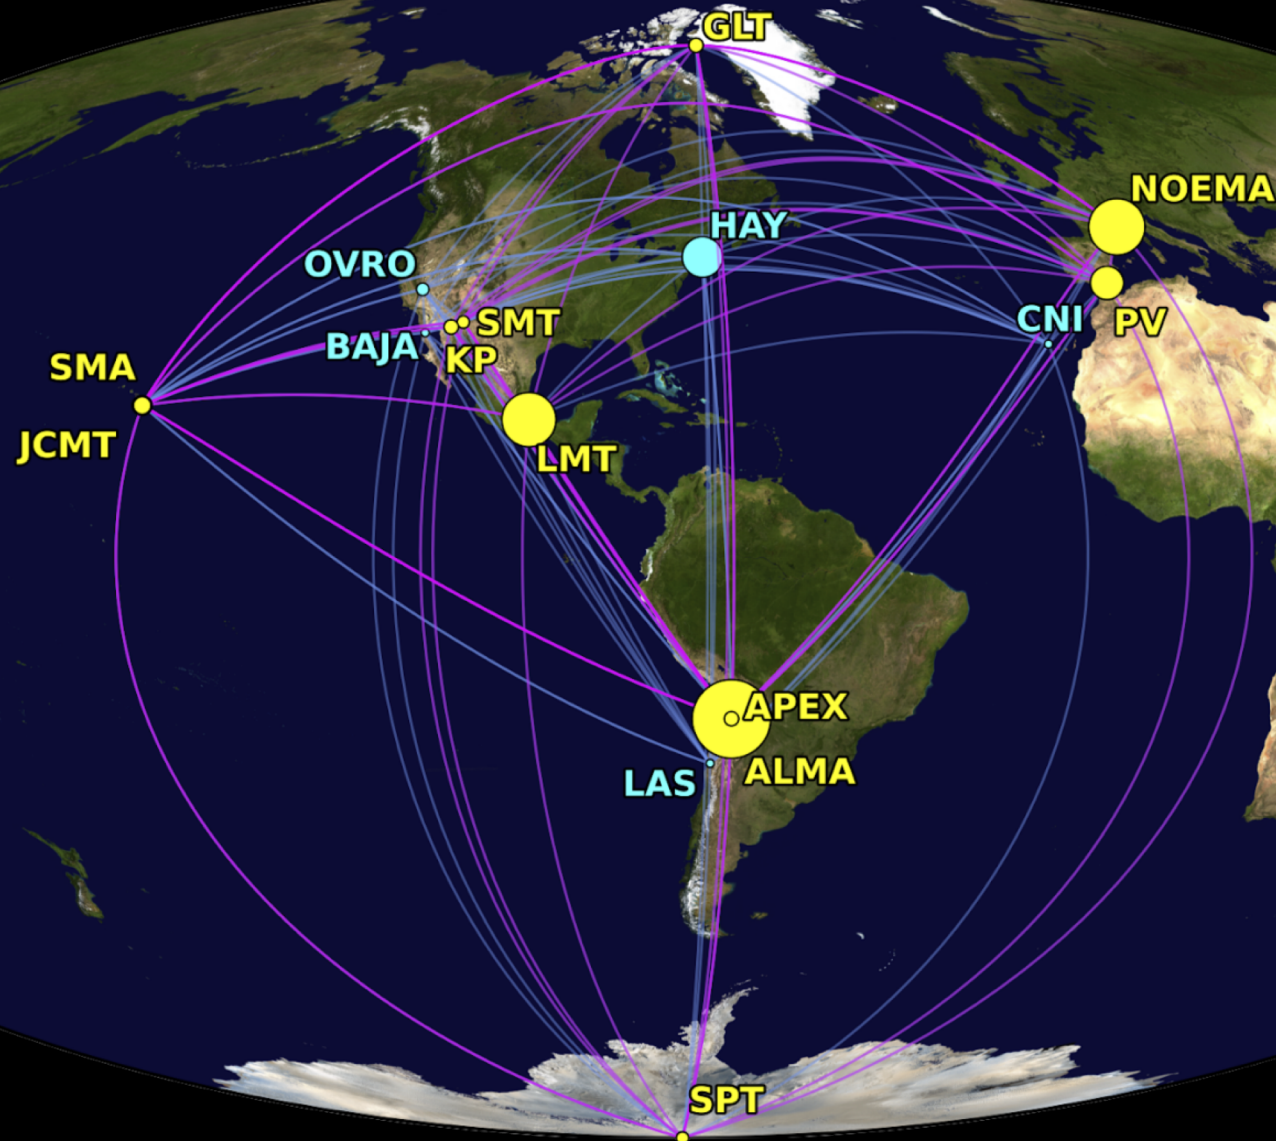 GLT
NOEMA
HAY
OVRO
CNI
PV
SMT
BAJA
KP
SMA
JCMT
LMT
APEX
ALMA
LAS
SPT